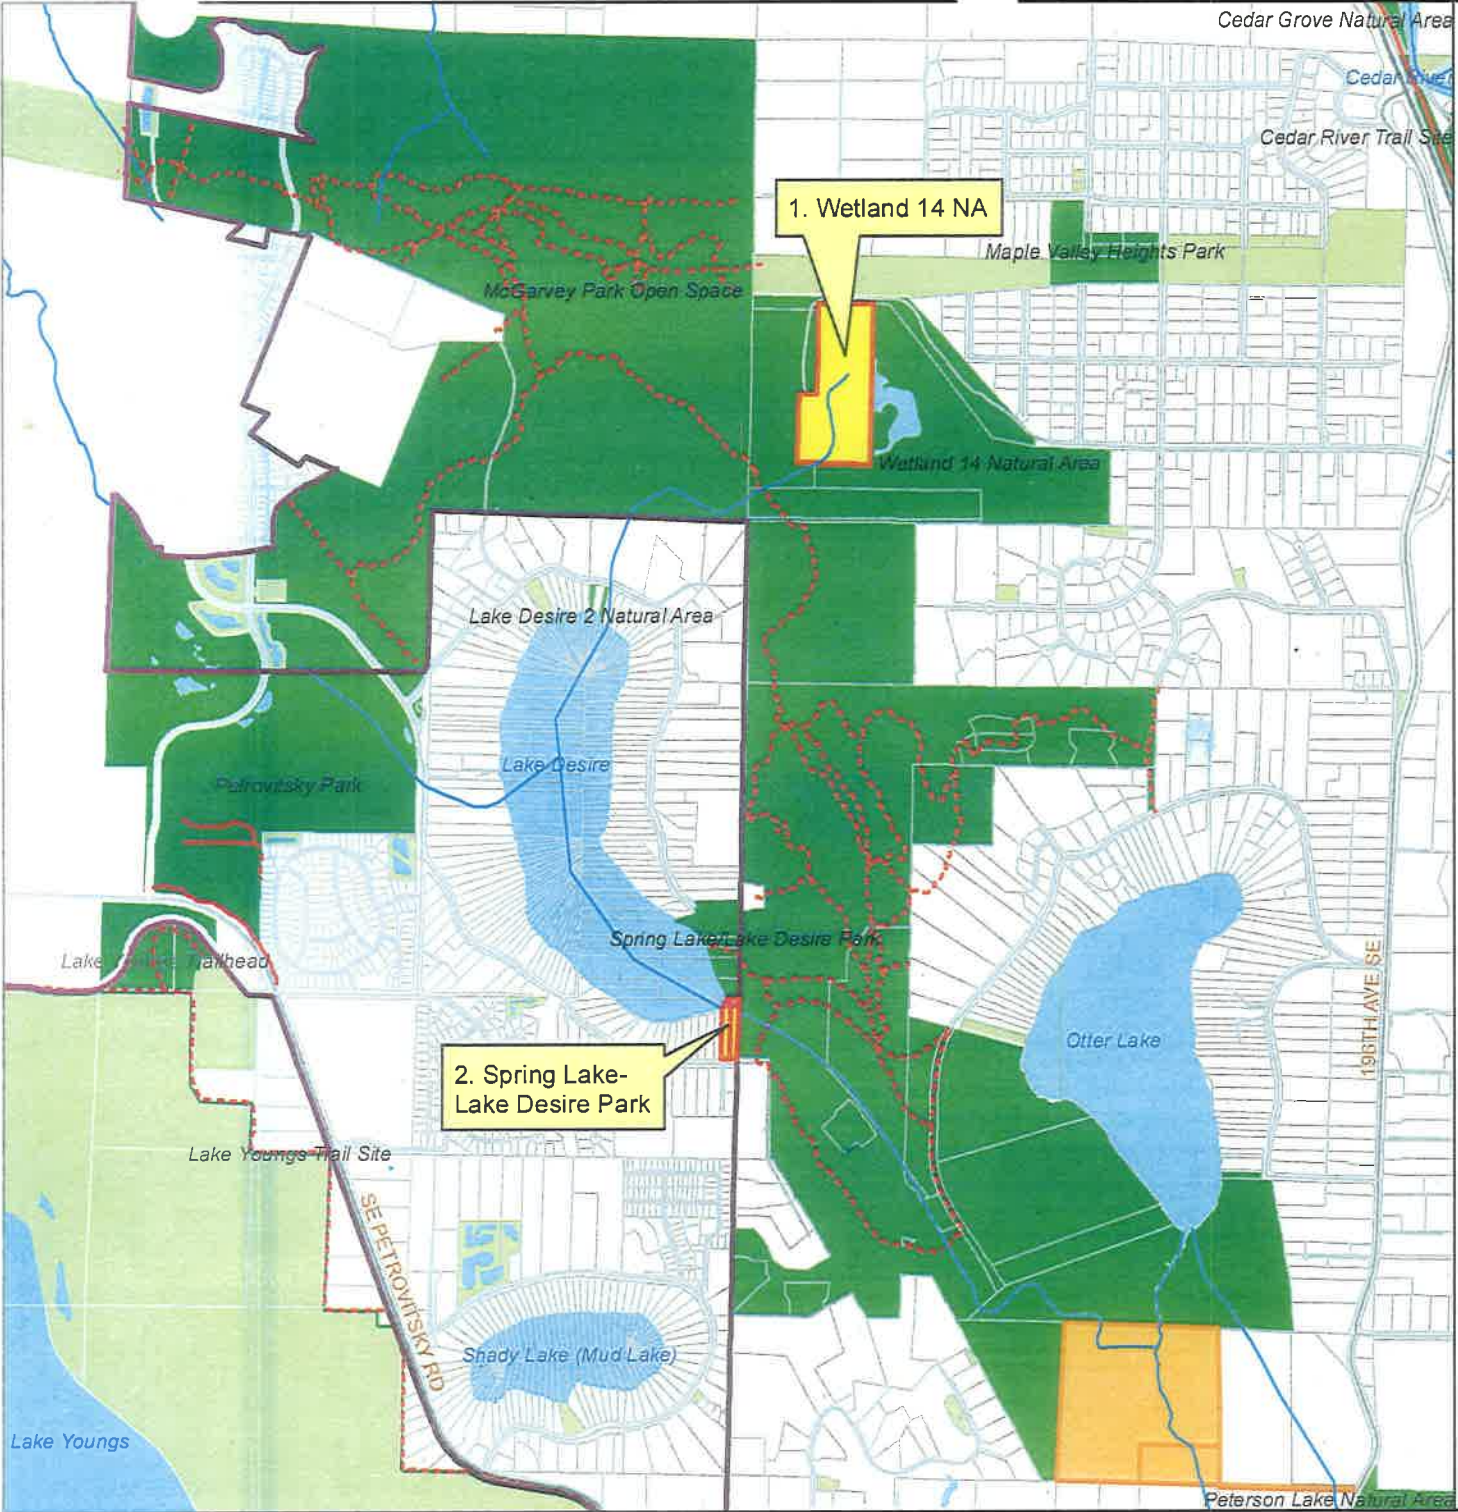 Cedar Grove Natural Area
Cedar River
Cedar River Trail Site
1. Wetland 14 NA
Maple Valley Heights Park
McGarvey Park Open Space
Wetland 14 Natural Area
Lake Desire 2 Natural Area
Lake Desire
Petrovitsky Park
Spring Lake/Lake Desire Park
Lake Youngs Trailhead
196TH AVE SE
Otter Lake
2. Spring Lake-
Lake Desire Park
Lake Youngs Trail Site
SE PETROVITSKY RD
Shady Lake (Mud Lake)
Lake Youngs
Peterson Lake Natural Area